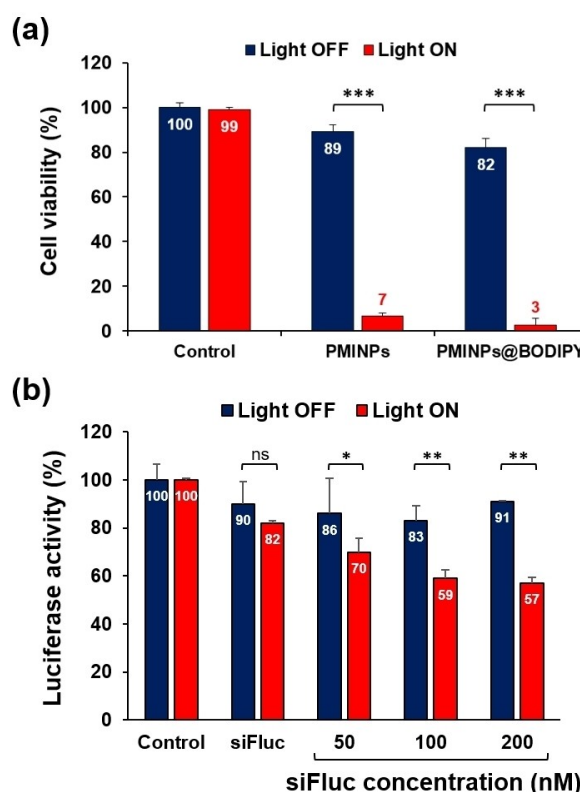 (a)
Light OFF Light ON
120
100
80
60
40
20
0
Cell viability (%)
*** ***
100 99 89 7 82 3
Control PMINPs PMINPs@BODIPY
(b)
Light OFF Light ON
120
100
80
60
40
20
0
Luciferase activity (%)
ns * ** **
100 100 90 82 86 70 83 59 91 57
Control siFluc 50 100 200
siFluc concentration (nM)